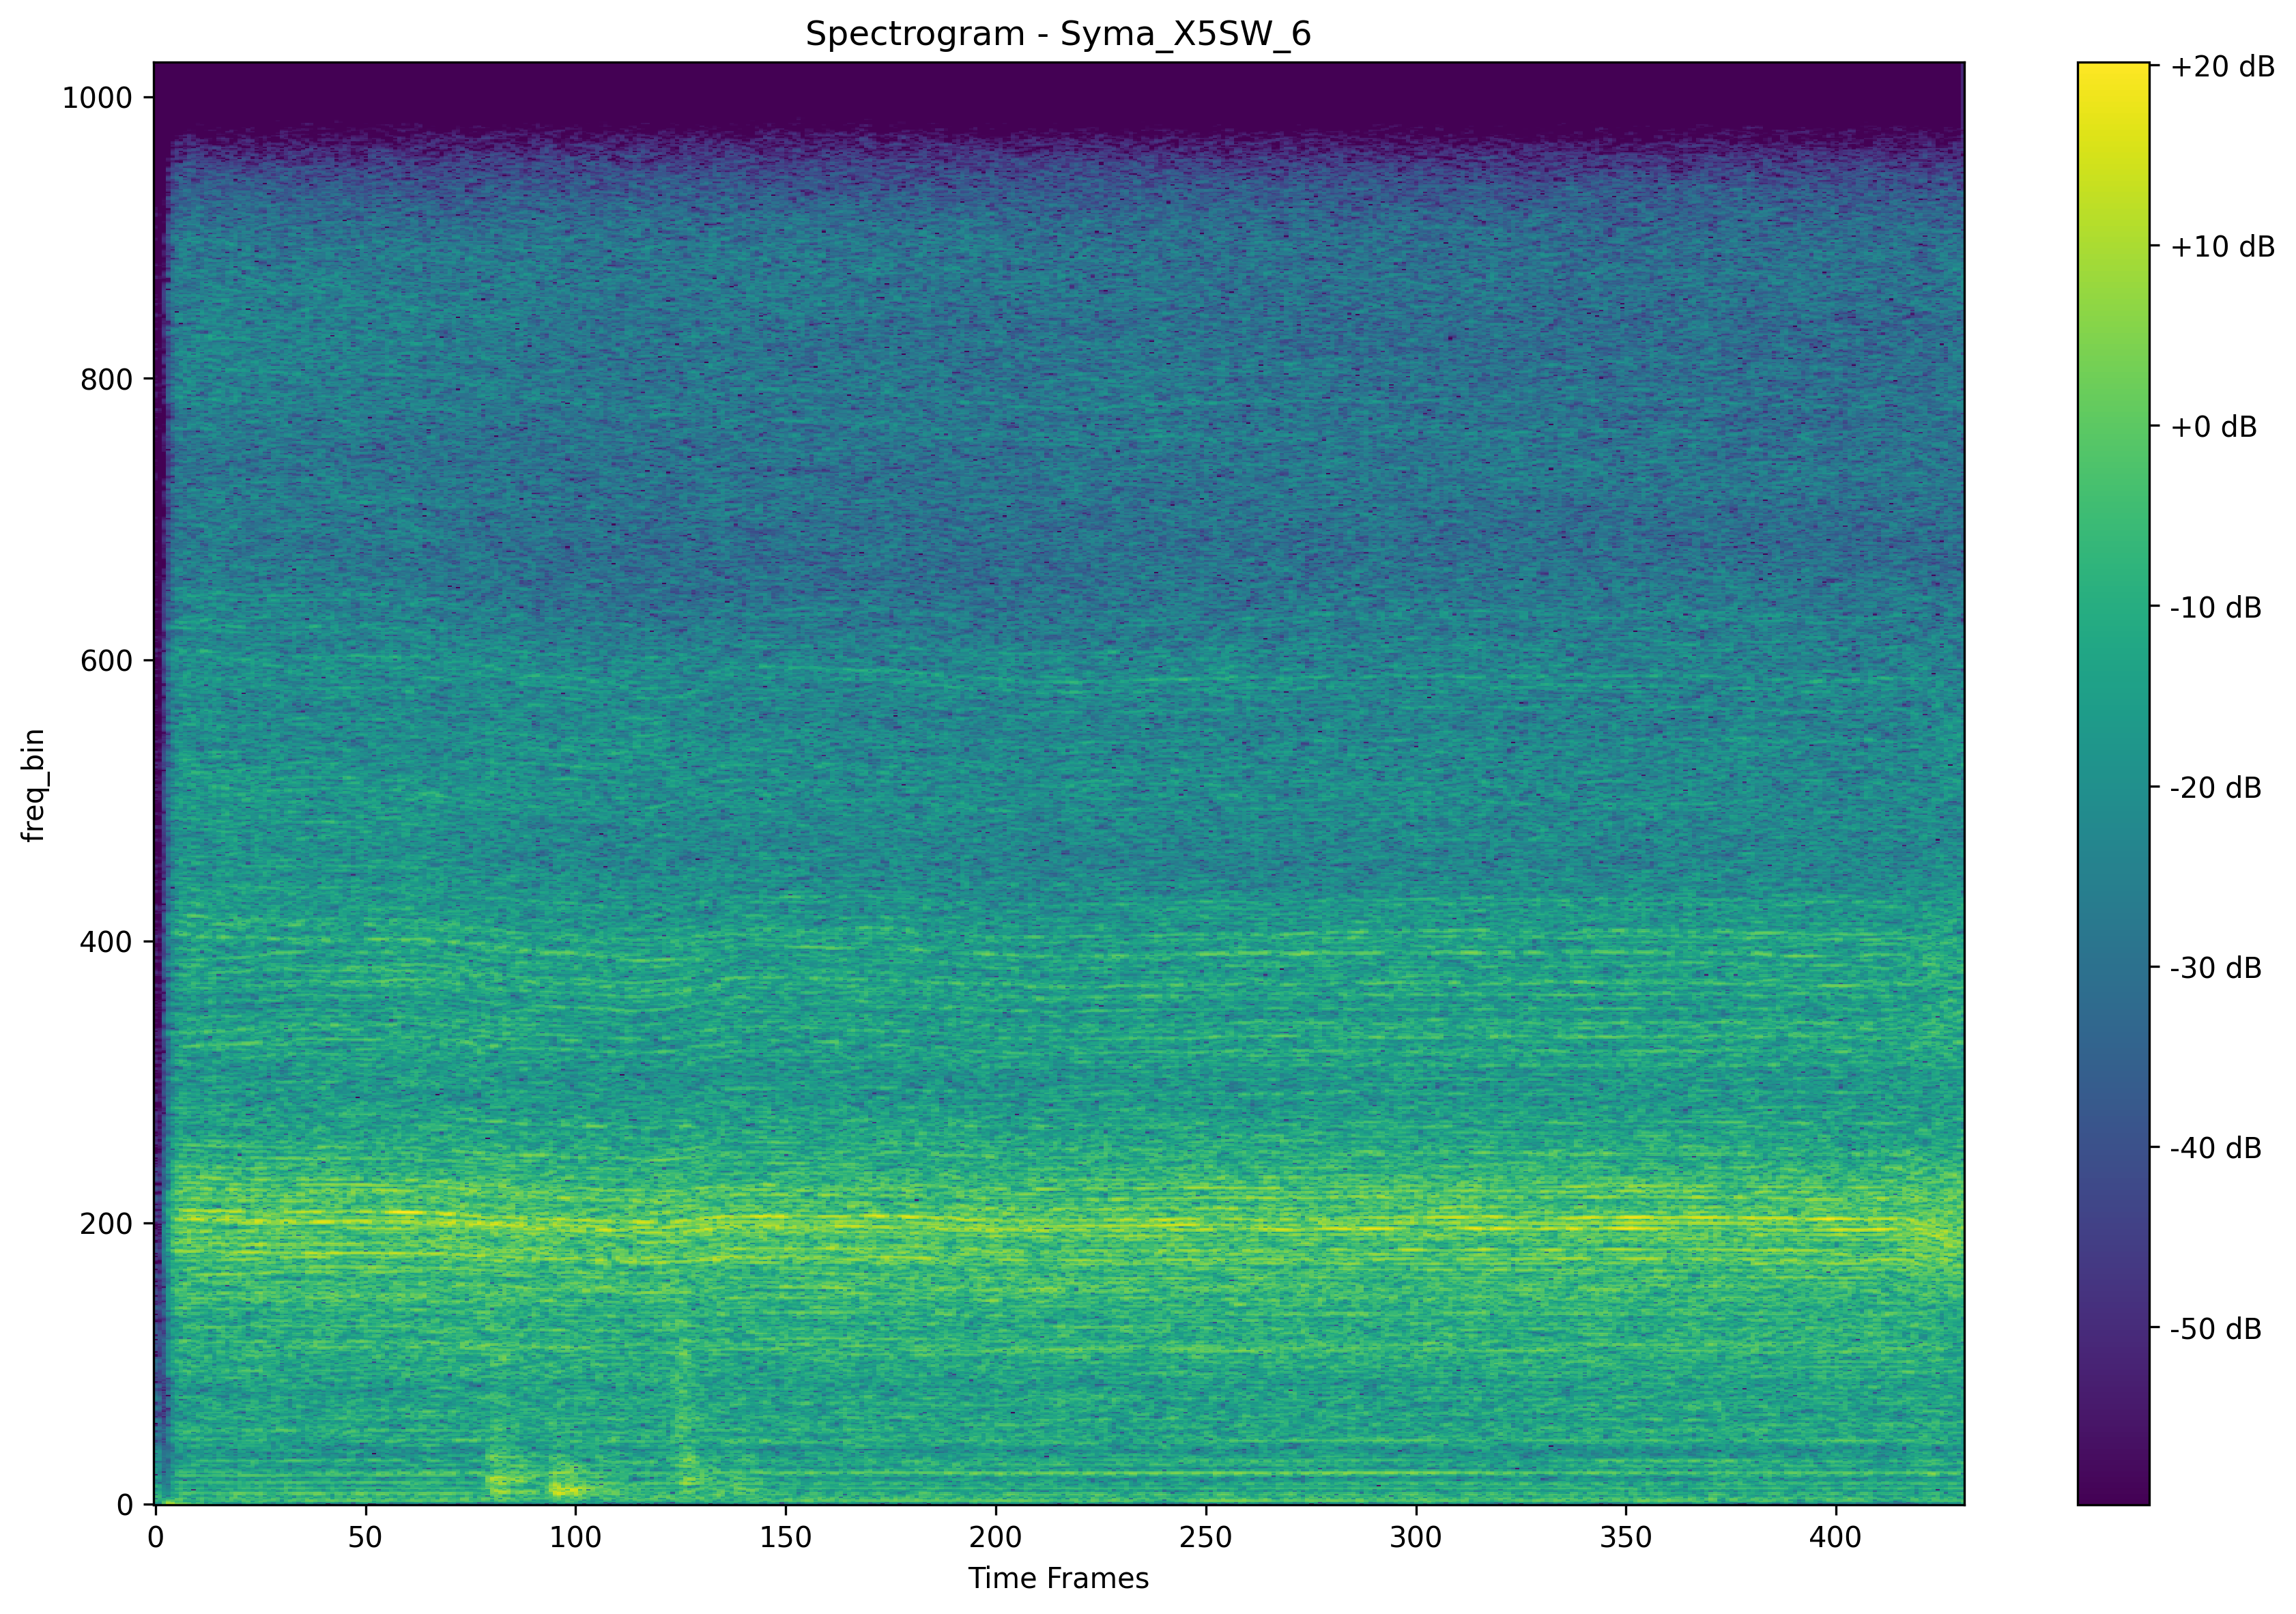 Spectrogram - Syma_X5SW_6
1000
800
600
400
200
0
freq_bin
0 50 100 150 200 250 300 350 400
Time Frames
+20 dB
+10 dB
+0 dB
-10 dB
-20 dB
-30 dB
-40 dB
-50 dB